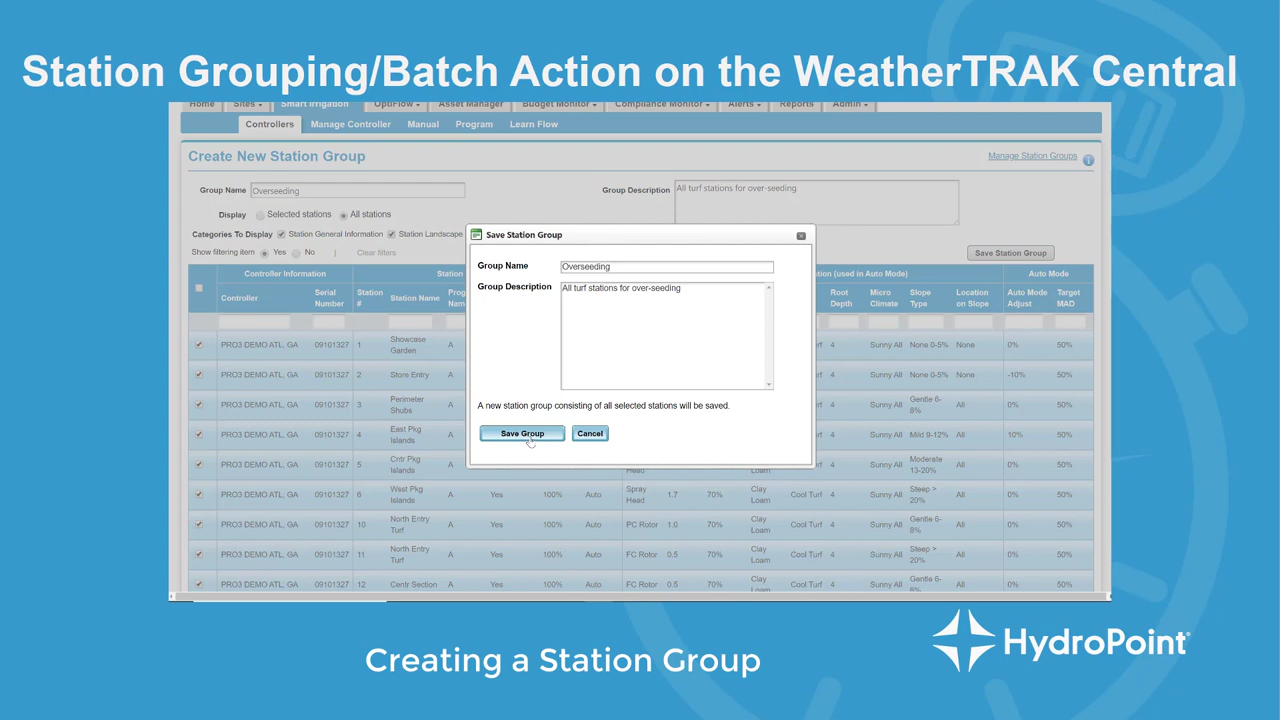 Station Grouping/Batch Action on the WeatherTRAK Central
Home Sites Smart Irrigation OptiFlow Asset Manager Budget Monitor Compliance Monitor Alerts Reports Admin
Controllers Manage Controller Manual Program Learn Flow
Create New Station Group Manage Station Groups
Group Name Overseeding Group Description All turf stations for over-seeding
Display Selected stations All stations
Categories To Display Station General Information Station Landscape
Show filtering item Yes No | Clear filters Save Station Group
Save Station Group
Group Name Overseeding
Group Description All turf stations for over-seeding
A new station group consisting of all selected stations will be saved.
Save Group Cancel
Controller Information Station (used in Auto Mode) Auto Mode
Controller Serial Number Station # Station Name Root Depth Micro Climate Slope Type Location on Slope Auto Mode Adjust Target MAD
PRO3 DEMO ATL, GA 09101327 1 Showcase Garden A 4 Sunny All None 0-5% None 0% 50%
PRO3 DEMO ATL, GA 09101327 2 Store Entry A 4 Sunny All None 0-5% None -10% 50%
PRO3 DEMO ATL, GA 09101327 3 Perimeter Shubs A 4 Sunny All Gentle 6-8% All 0% 50%
PRO3 DEMO ATL, GA 09101327 4 East Pkg Islands A 4 Sunny All Mild 9-12% All 10% 50%
PRO3 DEMO ATL, GA 09101327 5 Cntr Pkg Islands A Head Loam 4 Sunny All Moderate 13-20% All 0% 50%
PRO3 DEMO ATL, GA 09101327 6 West Pkg Islands A Yes 100% Auto Spray Head 1.7 70% Clay Loam Cool Turf 4 Sunny All Steep > 20% All 0% 50%
PRO3 DEMO ATL, GA 09101327 10 North Entry Turf A Yes 100% Auto PC Rotor 1.0 70% Clay Loam Cool Turf 4 Sunny All Gentle 6-8% All 0% 50%
PRO3 DEMO ATL, GA 09101327 11 North Entry Turf A Yes 100% Auto FC Rotor 0.5 70% Clay Loam Cool Turf 4 Sunny All Steep > 20% All 0% 50%
PRO3 DEMO ATL, GA 09101327 12 Centr Section A Yes 100% Auto FC Rotor 0.5 70% Clay Loam Cool Turf 4 Sunny All Gentle 6-8% All 0% 50%
Creating a Station Group
HydroPoint